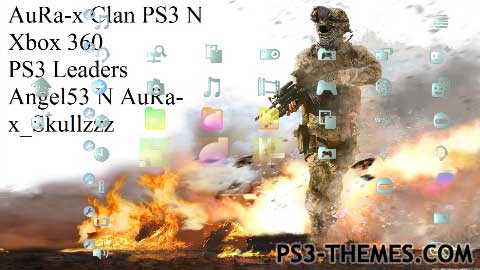 AuRa-x Clan PS3 N
Xbox 360
PS3 Leaders
Angel53 N AuRa-
x_Skullzzz
PS3-THEMES.COM